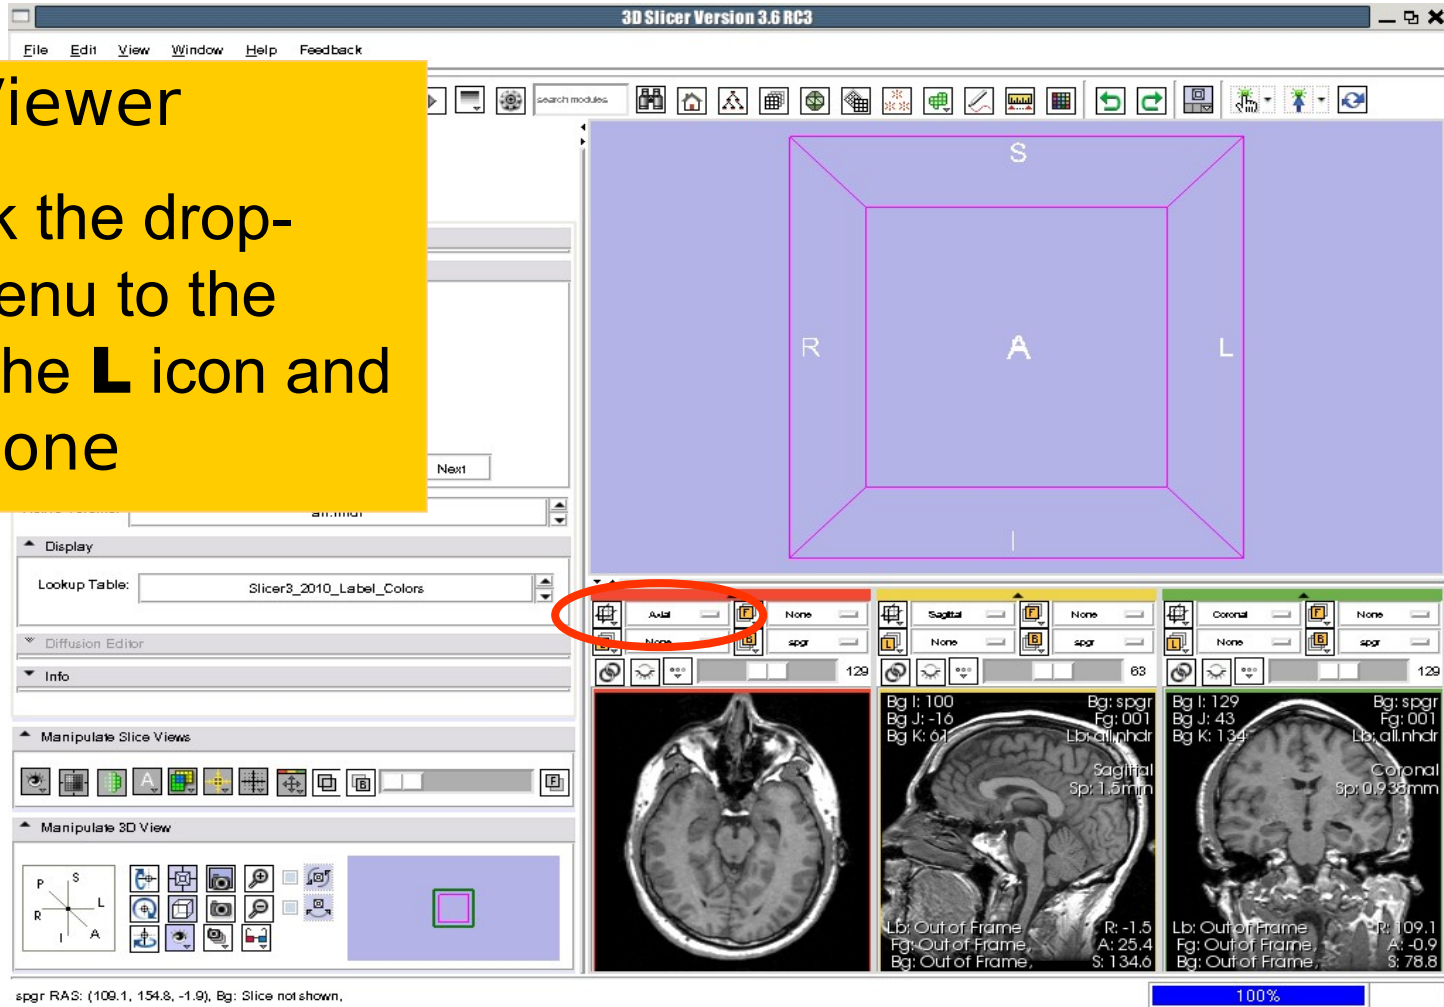 3D Slicer Version 3.6 RC3
File Edit View Window Help Feedback
Viewer
k the drop-
enu to the
he L icon and
one
search modules
S
R A L
I
Next
all.nhdr
Display
Lookup Table: Slicer3_2010_Label_Colors
Diffusion Editor
Info
Manipulate Slice Views
A B F
Manipulate 3D View
P S
R L
I A
Axial F None
L None B spgr
129
Sagittal F None
L None B spgr
63
Coronal F None
L None B spgr
129
Bg I: 100 Bg: spgr
Bg J: -16 Fg: 001
Bg K: 61 Lb: all.nhdr
Sagittal
Sp: 1.5mm
Lb: Out of Frame R: -1.5
Fg: Out of Frame, A: 25.4
Bg: Out of Frame, S: 134.6
Bg I: 129 Bg: spgr
Bg J: 43 Fg: 001
Bg K: 134 Lb: all.nhdr
Coronal
Sp: 0.938mm
Lb: Out of Frame R: 109.1
Fg: Out of Frame, A: -0.9
Bg: Out of Frame, S: 78.8
spgr RAS: (109.1, 154.8, -1.9), Bg: Slice not shown,
100%